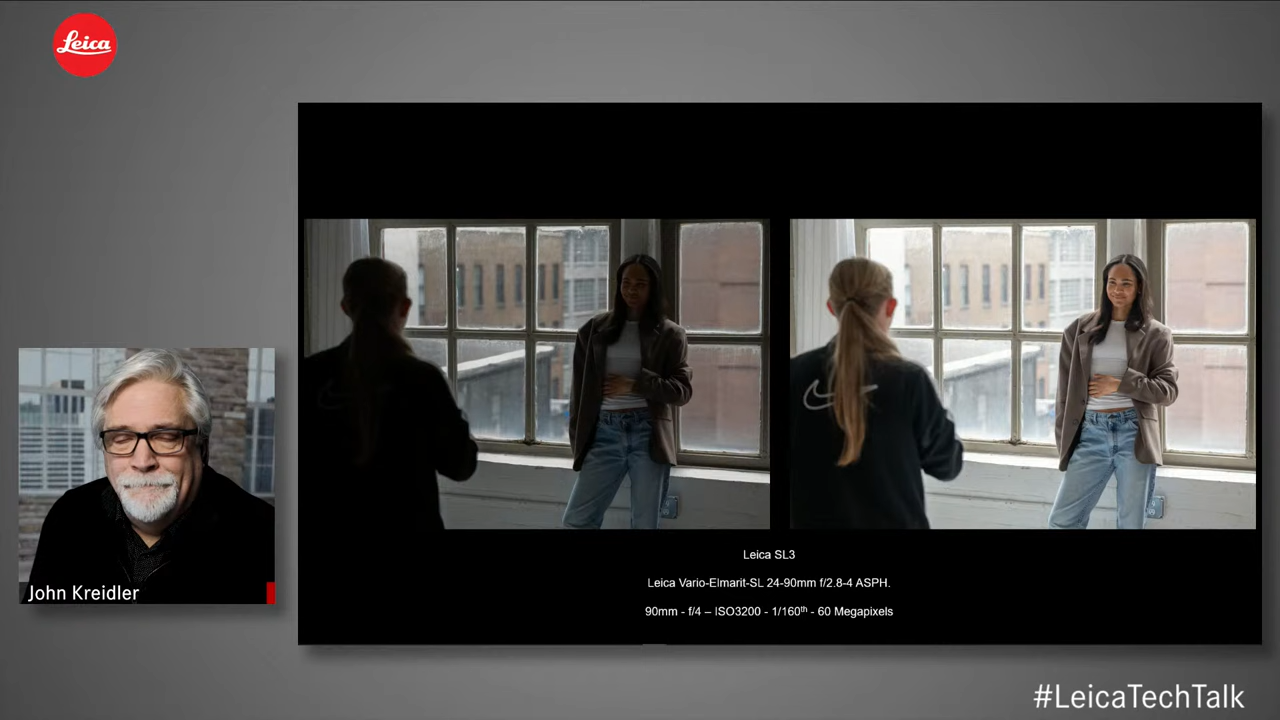 Leica
Leica SL3
Leica Vario-Elmarit-SL 24-90mm f/2.8-4 ASPH.
90mm - f/4 – ISO3200 - 1/160th - 60 Megapixels
John Kreidler
#LeicaTechTalk